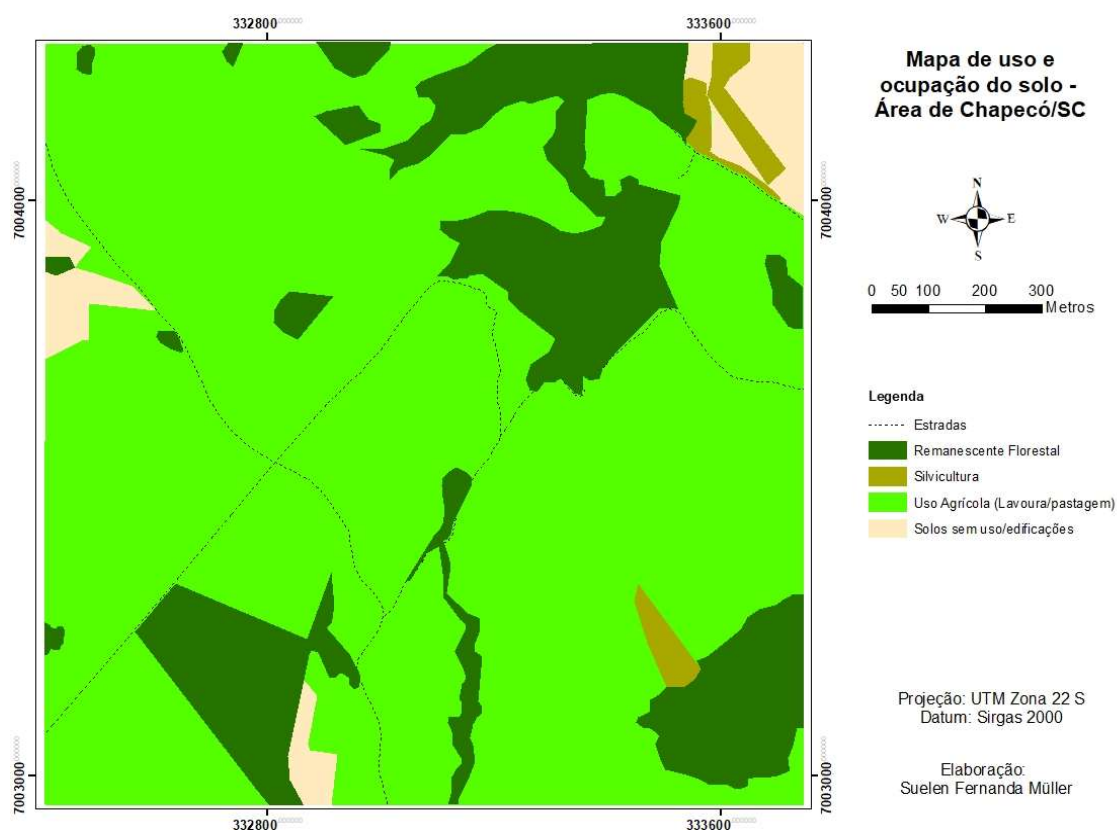 332800
333600
7004000
7004000
7003000
7003000
332800
333600
Mapa de uso e
ocupação do solo -
Área de Chapecó/SC
N
W
E
S
0 50 100 200 300
Metros
Legenda
Estradas
Remanescente Florestal
Silvicultura
Uso Agrícola (Lavoura/pastagem)
Solos sem uso/edificações
Projeção: UTM Zona 22 S
Datum: Sirgas 2000
Elaboração:
Suelen Fernanda Müller